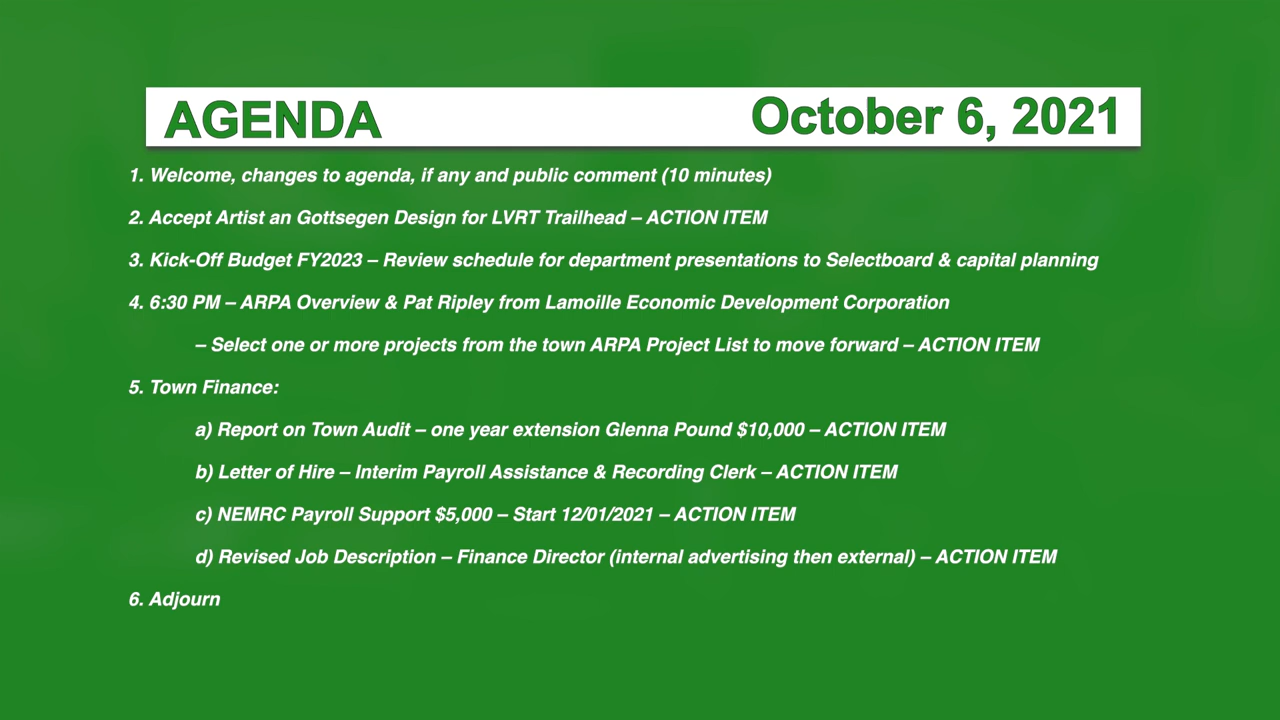 AGENDA October 6, 2021
1. Welcome, changes to agenda, if any and public comment (10 minutes)
2. Accept Artist an Gottsegen Design for LVRT Trailhead – ACTION ITEM
3. Kick-Off Budget FY2023 – Review schedule for department presentations to Selectboard & capital planning
4. 6:30 PM – ARPA Overview & Pat Ripley from Lamoille Economic Development Corporation
– Select one or more projects from the town ARPA Project List to move forward – ACTION ITEM
5. Town Finance:
a) Report on Town Audit – one year extension Glenna Pound $10,000 – ACTION ITEM
b) Letter of Hire – Interim Payroll Assistance & Recording Clerk – ACTION ITEM
c) NEMRC Payroll Support $5,000 – Start 12/01/2021 – ACTION ITEM
d) Revised Job Description – Finance Director (internal advertising then external) – ACTION ITEM
6. Adjourn